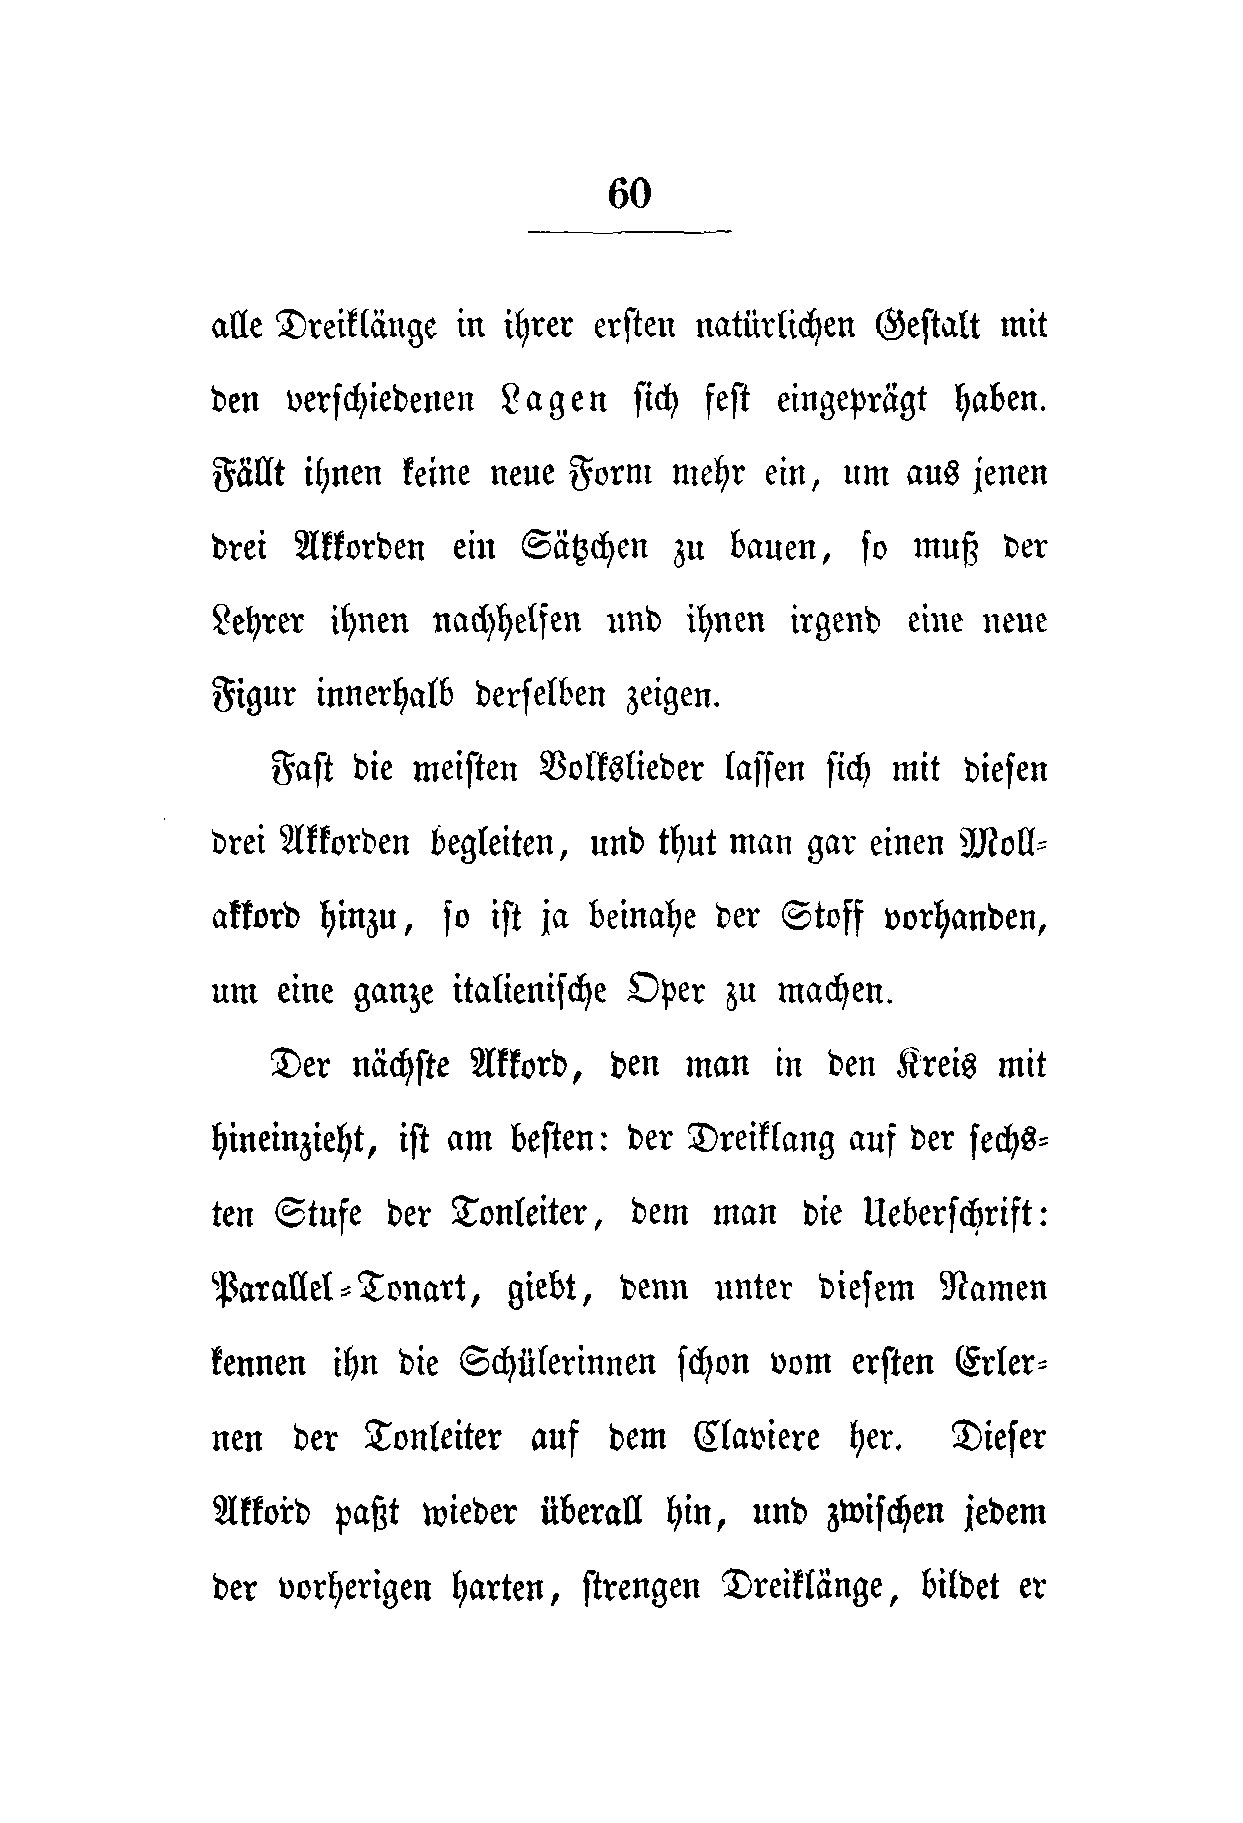 60
alle Dreiklänge in ihrer ersten natürlichen Gestalt mit
den verschiedenen Lagen sich fest eingeprägt haben.
Fällt ihnen keine neue Form mehr ein, um aus jenen
drei Akkorden ein Sätzchen zu bauen, so muß der
Lehrer ihnen nachhelfen und ihnen irgend eine neue
Figur innerhalb derselben zeigen.
Fast die meisten Volkslieder lassen sich mit diesen
drei Akkorden begleiten, und thut man gar einen Moll-
akkord hinzu, so ist ja beinahe der Stoff vorhanden,
um eine ganze italienische Oper zu machen.
Der nächste Akkord, den man in den Kreis mit
hineinzieht, ist am besten: der Dreiklang auf der sechs-
ten Stufe der Tonleiter, dem man die Ueberschrift:
Parallel-Tonart, giebt, denn unter diesem Namen
kennen ihn die Schülerinnen schon vom ersten Erler-
nen der Tonleiter auf dem Claviere her. Dieser
Akkord paßt wieder überall hin, und zwischen jedem
der vorherigen harten, strengen Dreiklänge, bildet er